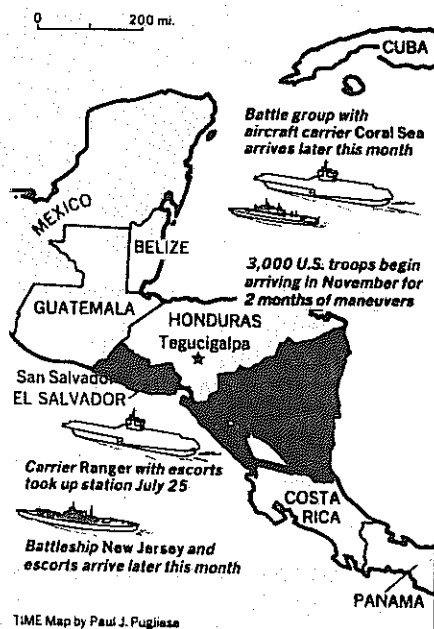 0 200 mi.
CUBA
Battle group with
aircraft carrier Coral Sea
arrives later this month
MEXICO
BELIZE
3,000 U.S. troops begin
arriving in November for
2 months of maneuvers
GUATEMALA
HONDURAS
Tegucigalpa
San Salvador
EL SALVADOR
Carrier Ranger with escorts
took up station July 25
COSTA
RICA
Battleship New Jersey and
escorts arrive later this month
PANAMA
TIME Map by Paul J. Pugliese